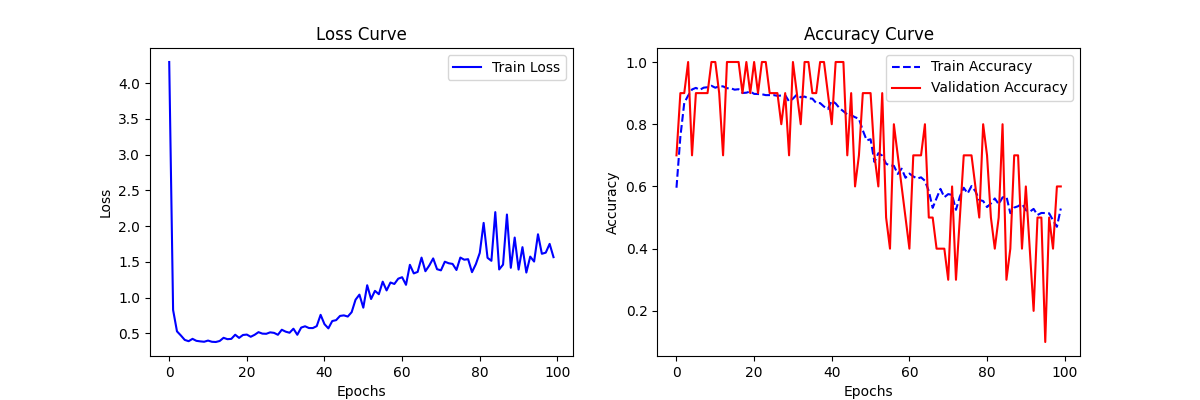 Loss Curve
Train Loss
4.0
3.5
3.0
2.5
2.0
1.5
1.0
0.5
Loss
0 20 40 60 80 100
Epochs
Accuracy Curve
Train Accuracy
Validation Accuracy
1.0
0.8
0.6
0.4
0.2
Accuracy
0 20 40 60 80 100
Epochs